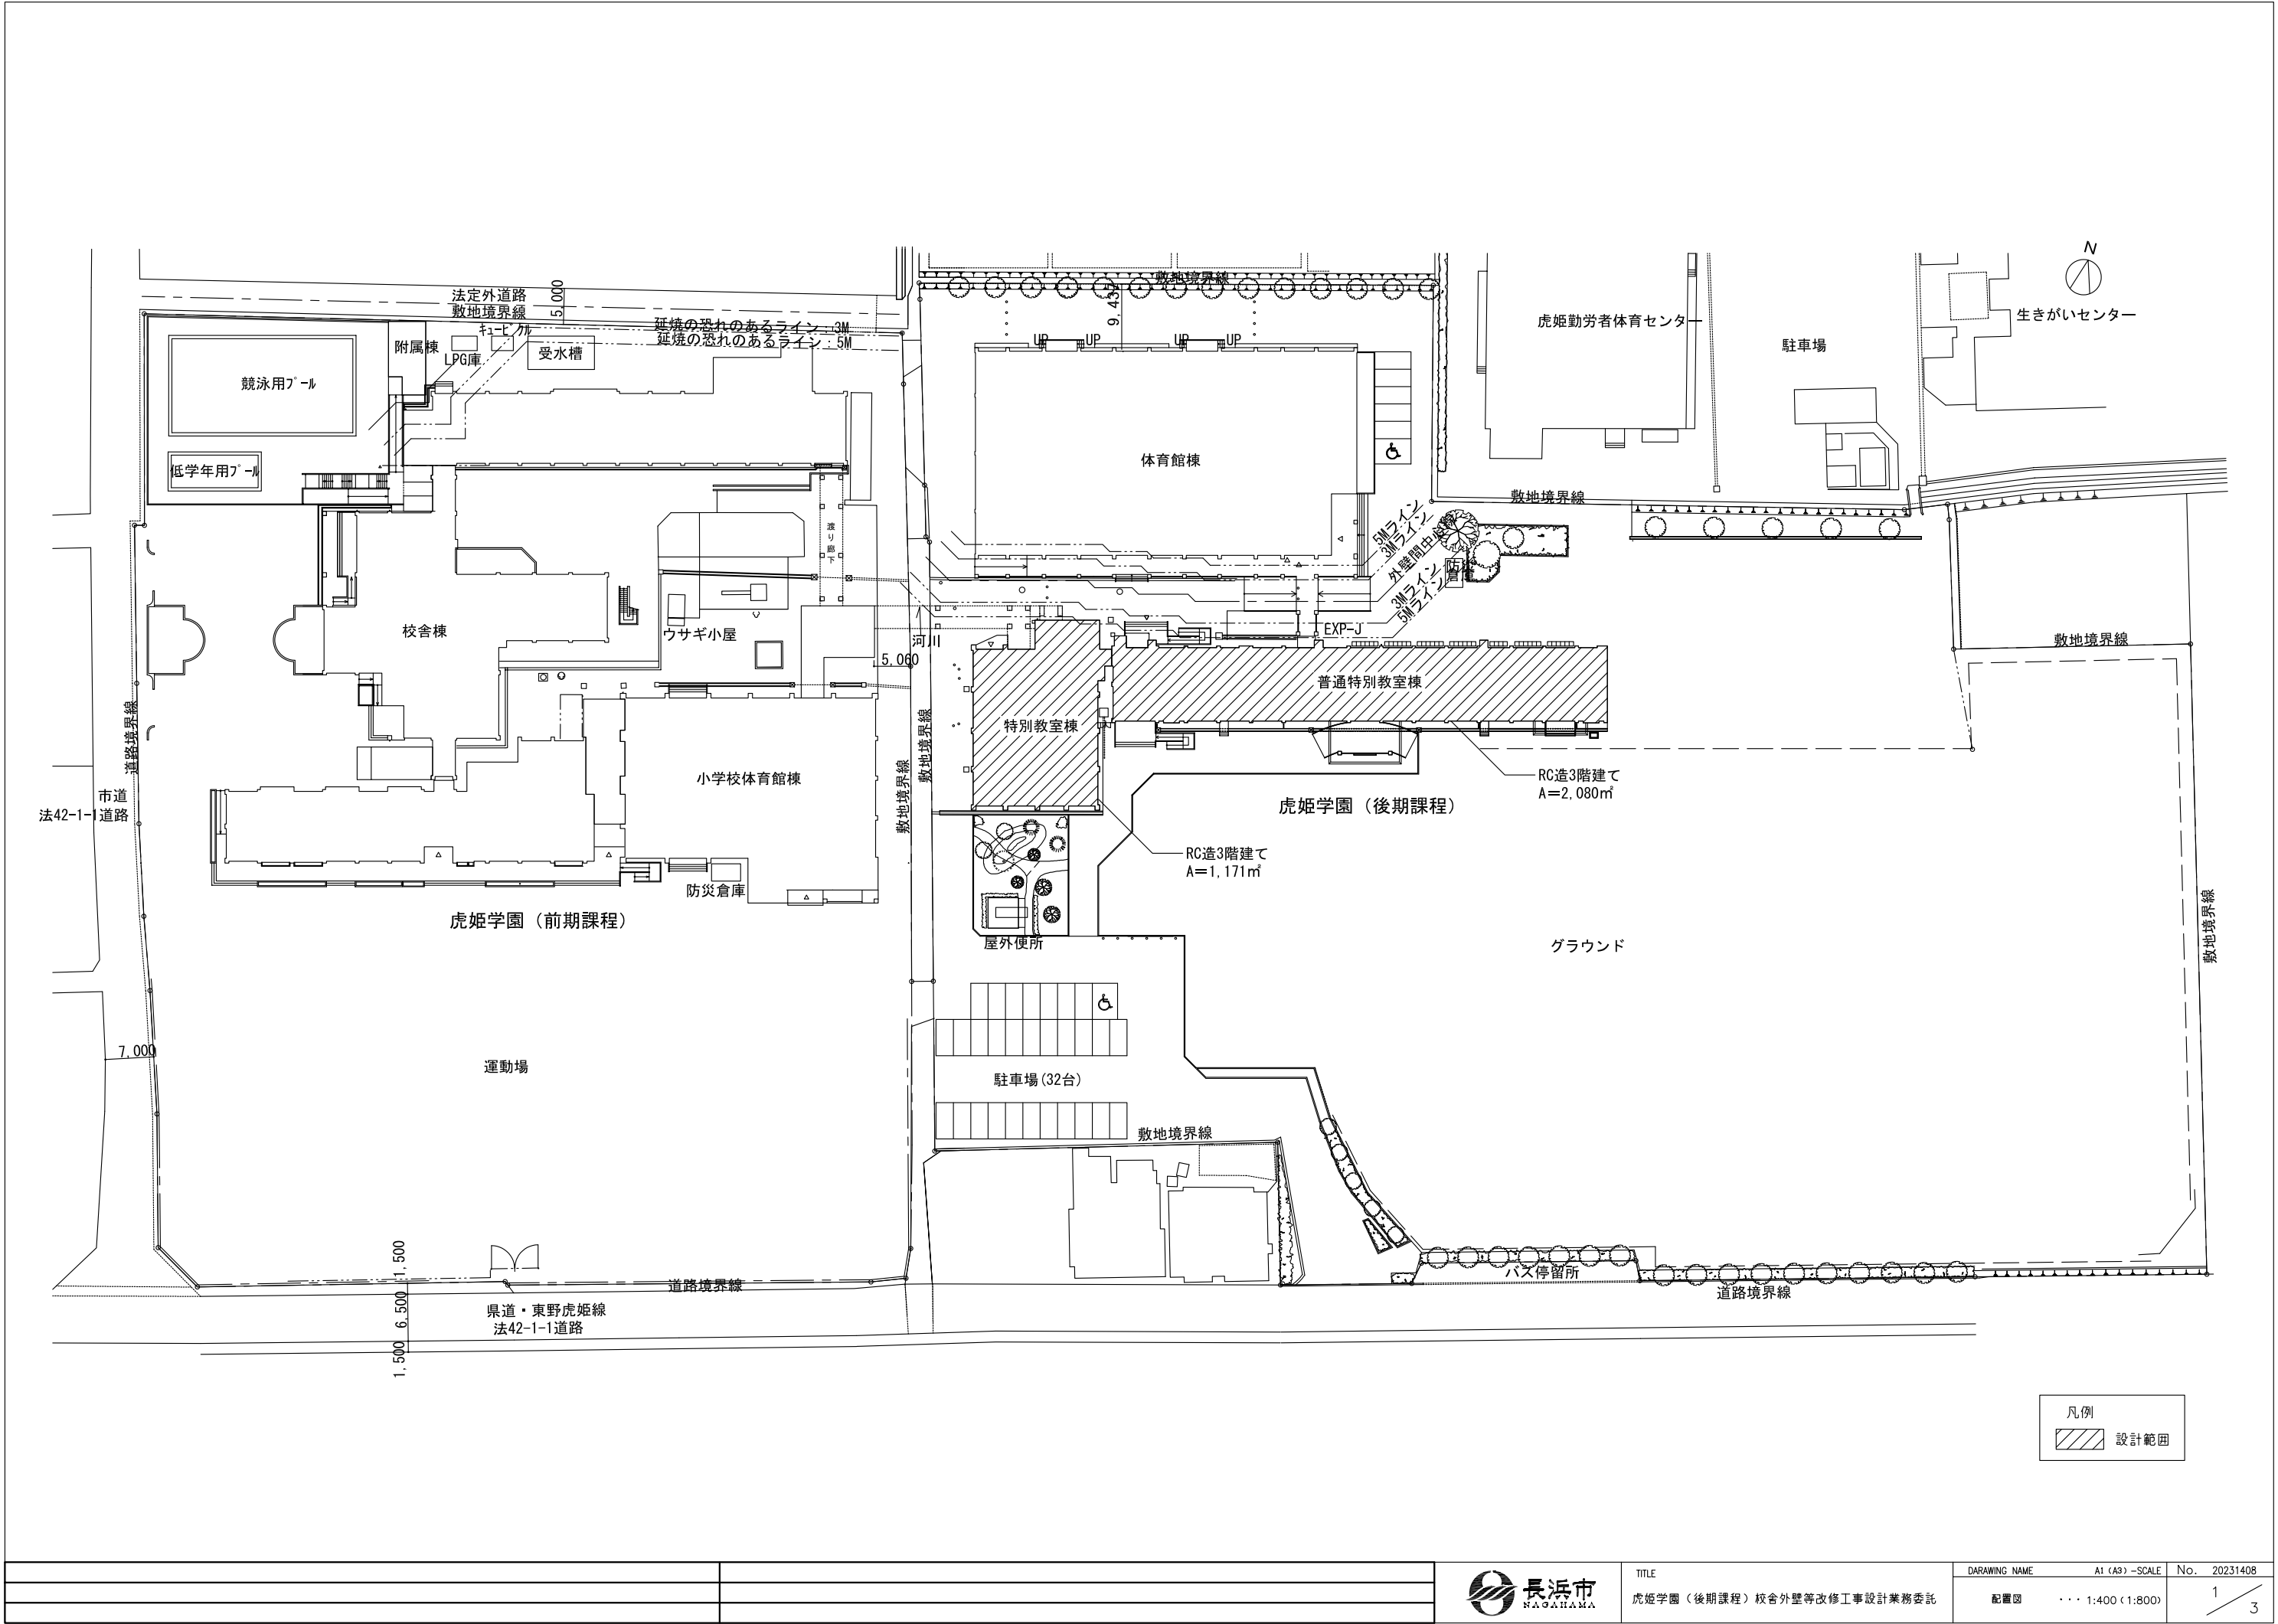 N
法定外道路
敷地境界線
5,000
キュービクル
延焼の恐れのあるライン：3M
延焼の恐れのあるライン：5M
附属棟
LPG庫
受水槽
競泳用プール
低学年用プール
敷地境界線
9,437
UP
UP
UP
UP
体育館棟
虎姫勤労者体育センター
駐車場
生きがいセンター
敷地境界線
5Mライン
3Mライン
外壁間中心線
3Mライン
5Mライン
渡り廊下
校舎棟
ウサギ小屋
河川
5,060
EXP-J
敷地境界線
普通特別教室棟
特別教室棟
道路境界線
敷地境界線
敷地境界線
小学校体育館棟
市道
法42-1-1道路
RC造3階建て
A＝2,080㎡
虎姫学園（後期課程）
RC造3階建て
A＝1,171㎡
防災倉庫
虎姫学園（前期課程）
屋外便所
グラウンド
敷地境界線
7,000
運動場
駐車場(32台)
敷地境界線
1,500
6,500
1,500
道路境界線
県道・東野虎姫線
法42-1-1道路
バス停留所
道路境界線
凡例
設計範囲
長浜市
NAGAHAMA
TITLE
虎姫学園（後期課程）校舎外壁等改修工事設計業務委託
DARAWING NAME
A1（A3）-SCALE
配置図
・・・ 1:400（1:800）
No. 20231408
1
3